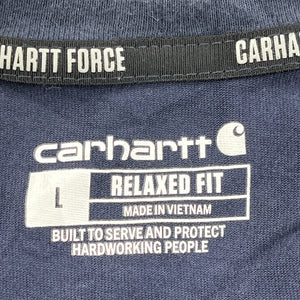 HARTT FORCE CARHA
carhartt
L RELAXED FIT
MADE IN VIETNAM
BUILT TO SERVE AND PROTECT
HARDWORKING PEOPLE